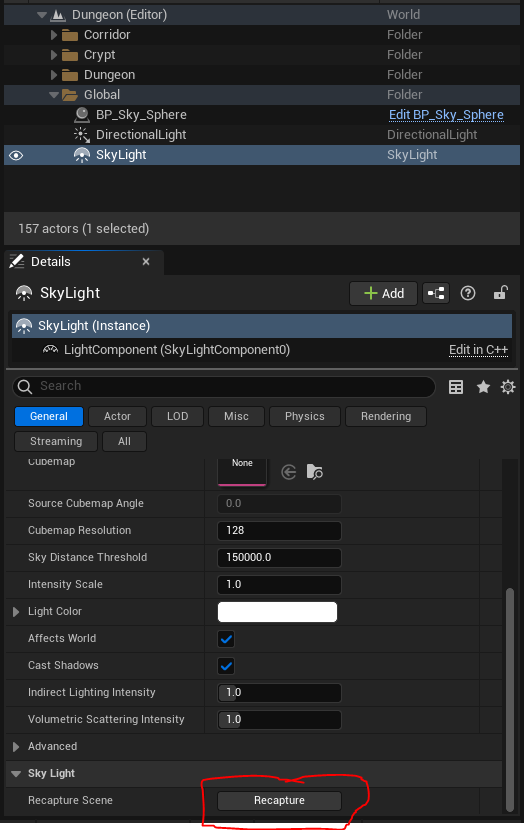 Dungeon (Editor) World
Corridor Folder
Crypt Folder
Dungeon Folder
Global Folder
BP_Sky_Sphere Edit BP_Sky_Sphere
DirectionalLight DirectionalLight
SkyLight SkyLight
157 actors (1 selected)
Details
SkyLight Add
SkyLight (Instance)
LightComponent (SkyLightComponent0) Edit in C++
Search
General Actor LOD Misc Physics Rendering
Streaming All
Cubemap None
Source Cubemap Angle 0.0
Cubemap Resolution 128
Sky Distance Threshold 150000.0
Intensity Scale 1.0
Light Color
Affects World
Cast Shadows
Indirect Lighting Intensity 1.0
Volumetric Scattering Intensity 1.0
Advanced
Sky Light
Recapture Scene Recapture